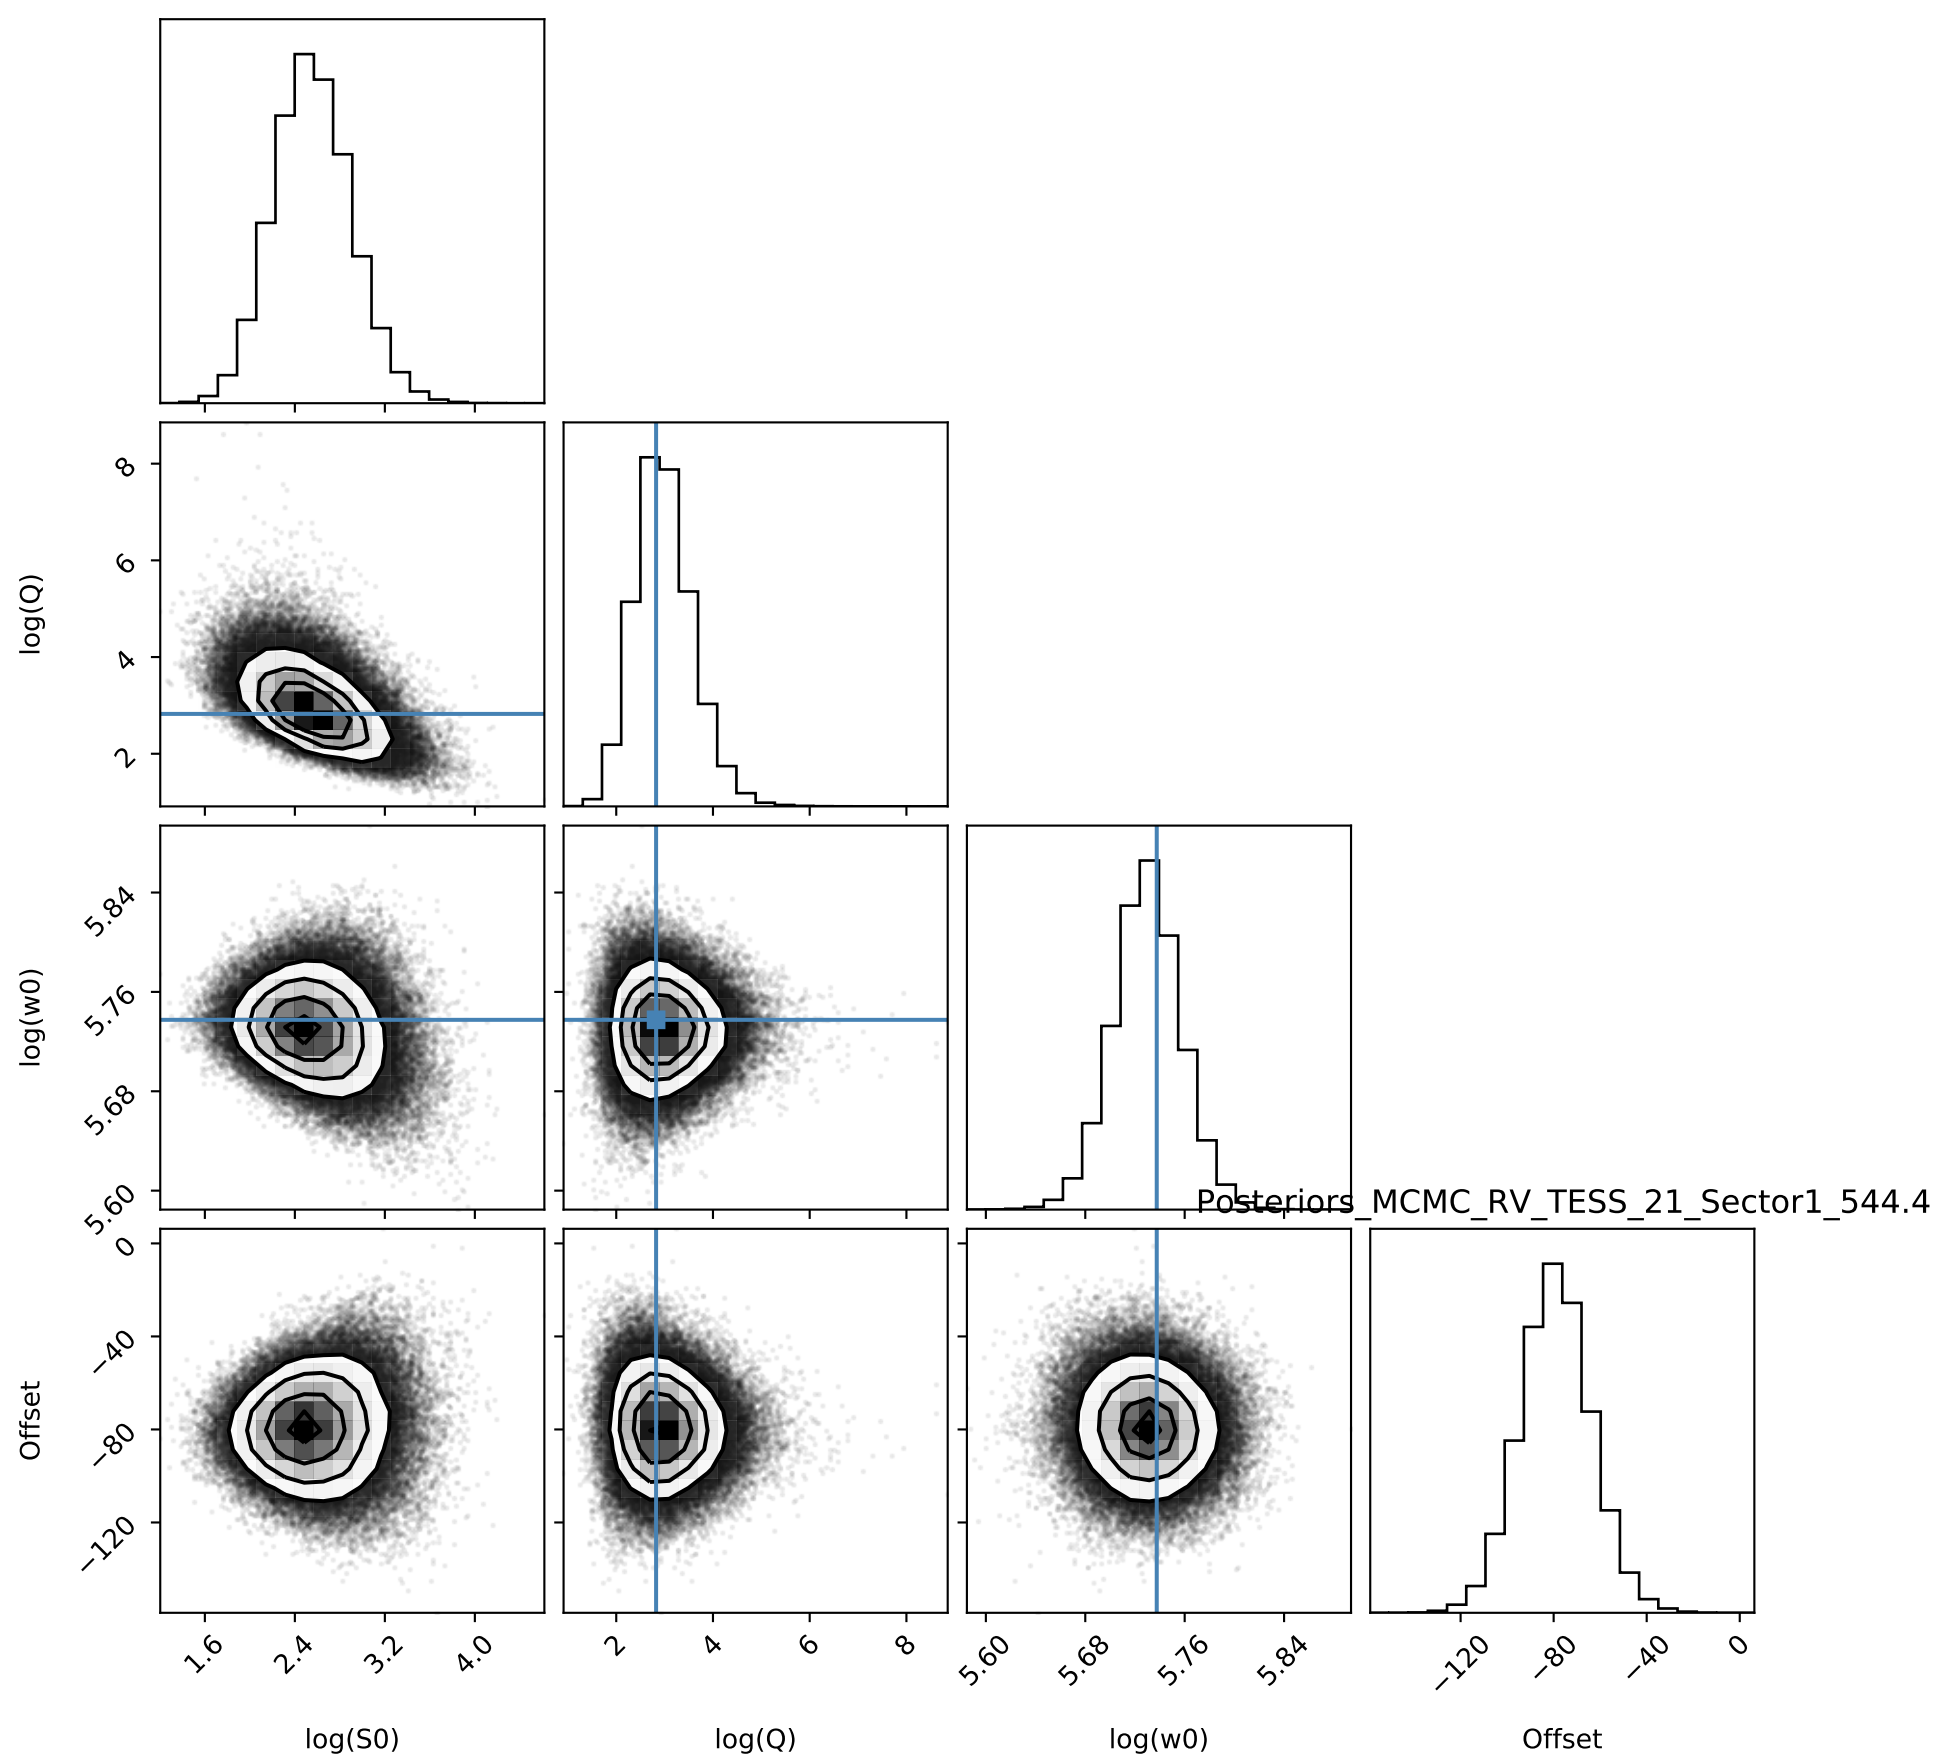 8
6
4
2
log(Q)
5.84
5.76
5.68
5.60
log(w0)
Posteriors_MCMC_RV_TESS_21_Sector1_544.4
0
−40
−80
−120
Offset
1.6 2.4 3.2 4.0
2 4 6 8
5.60 5.68 5.76 5.84
−120 −80 −40 0
log(S0)
log(Q)
log(w0)
Offset